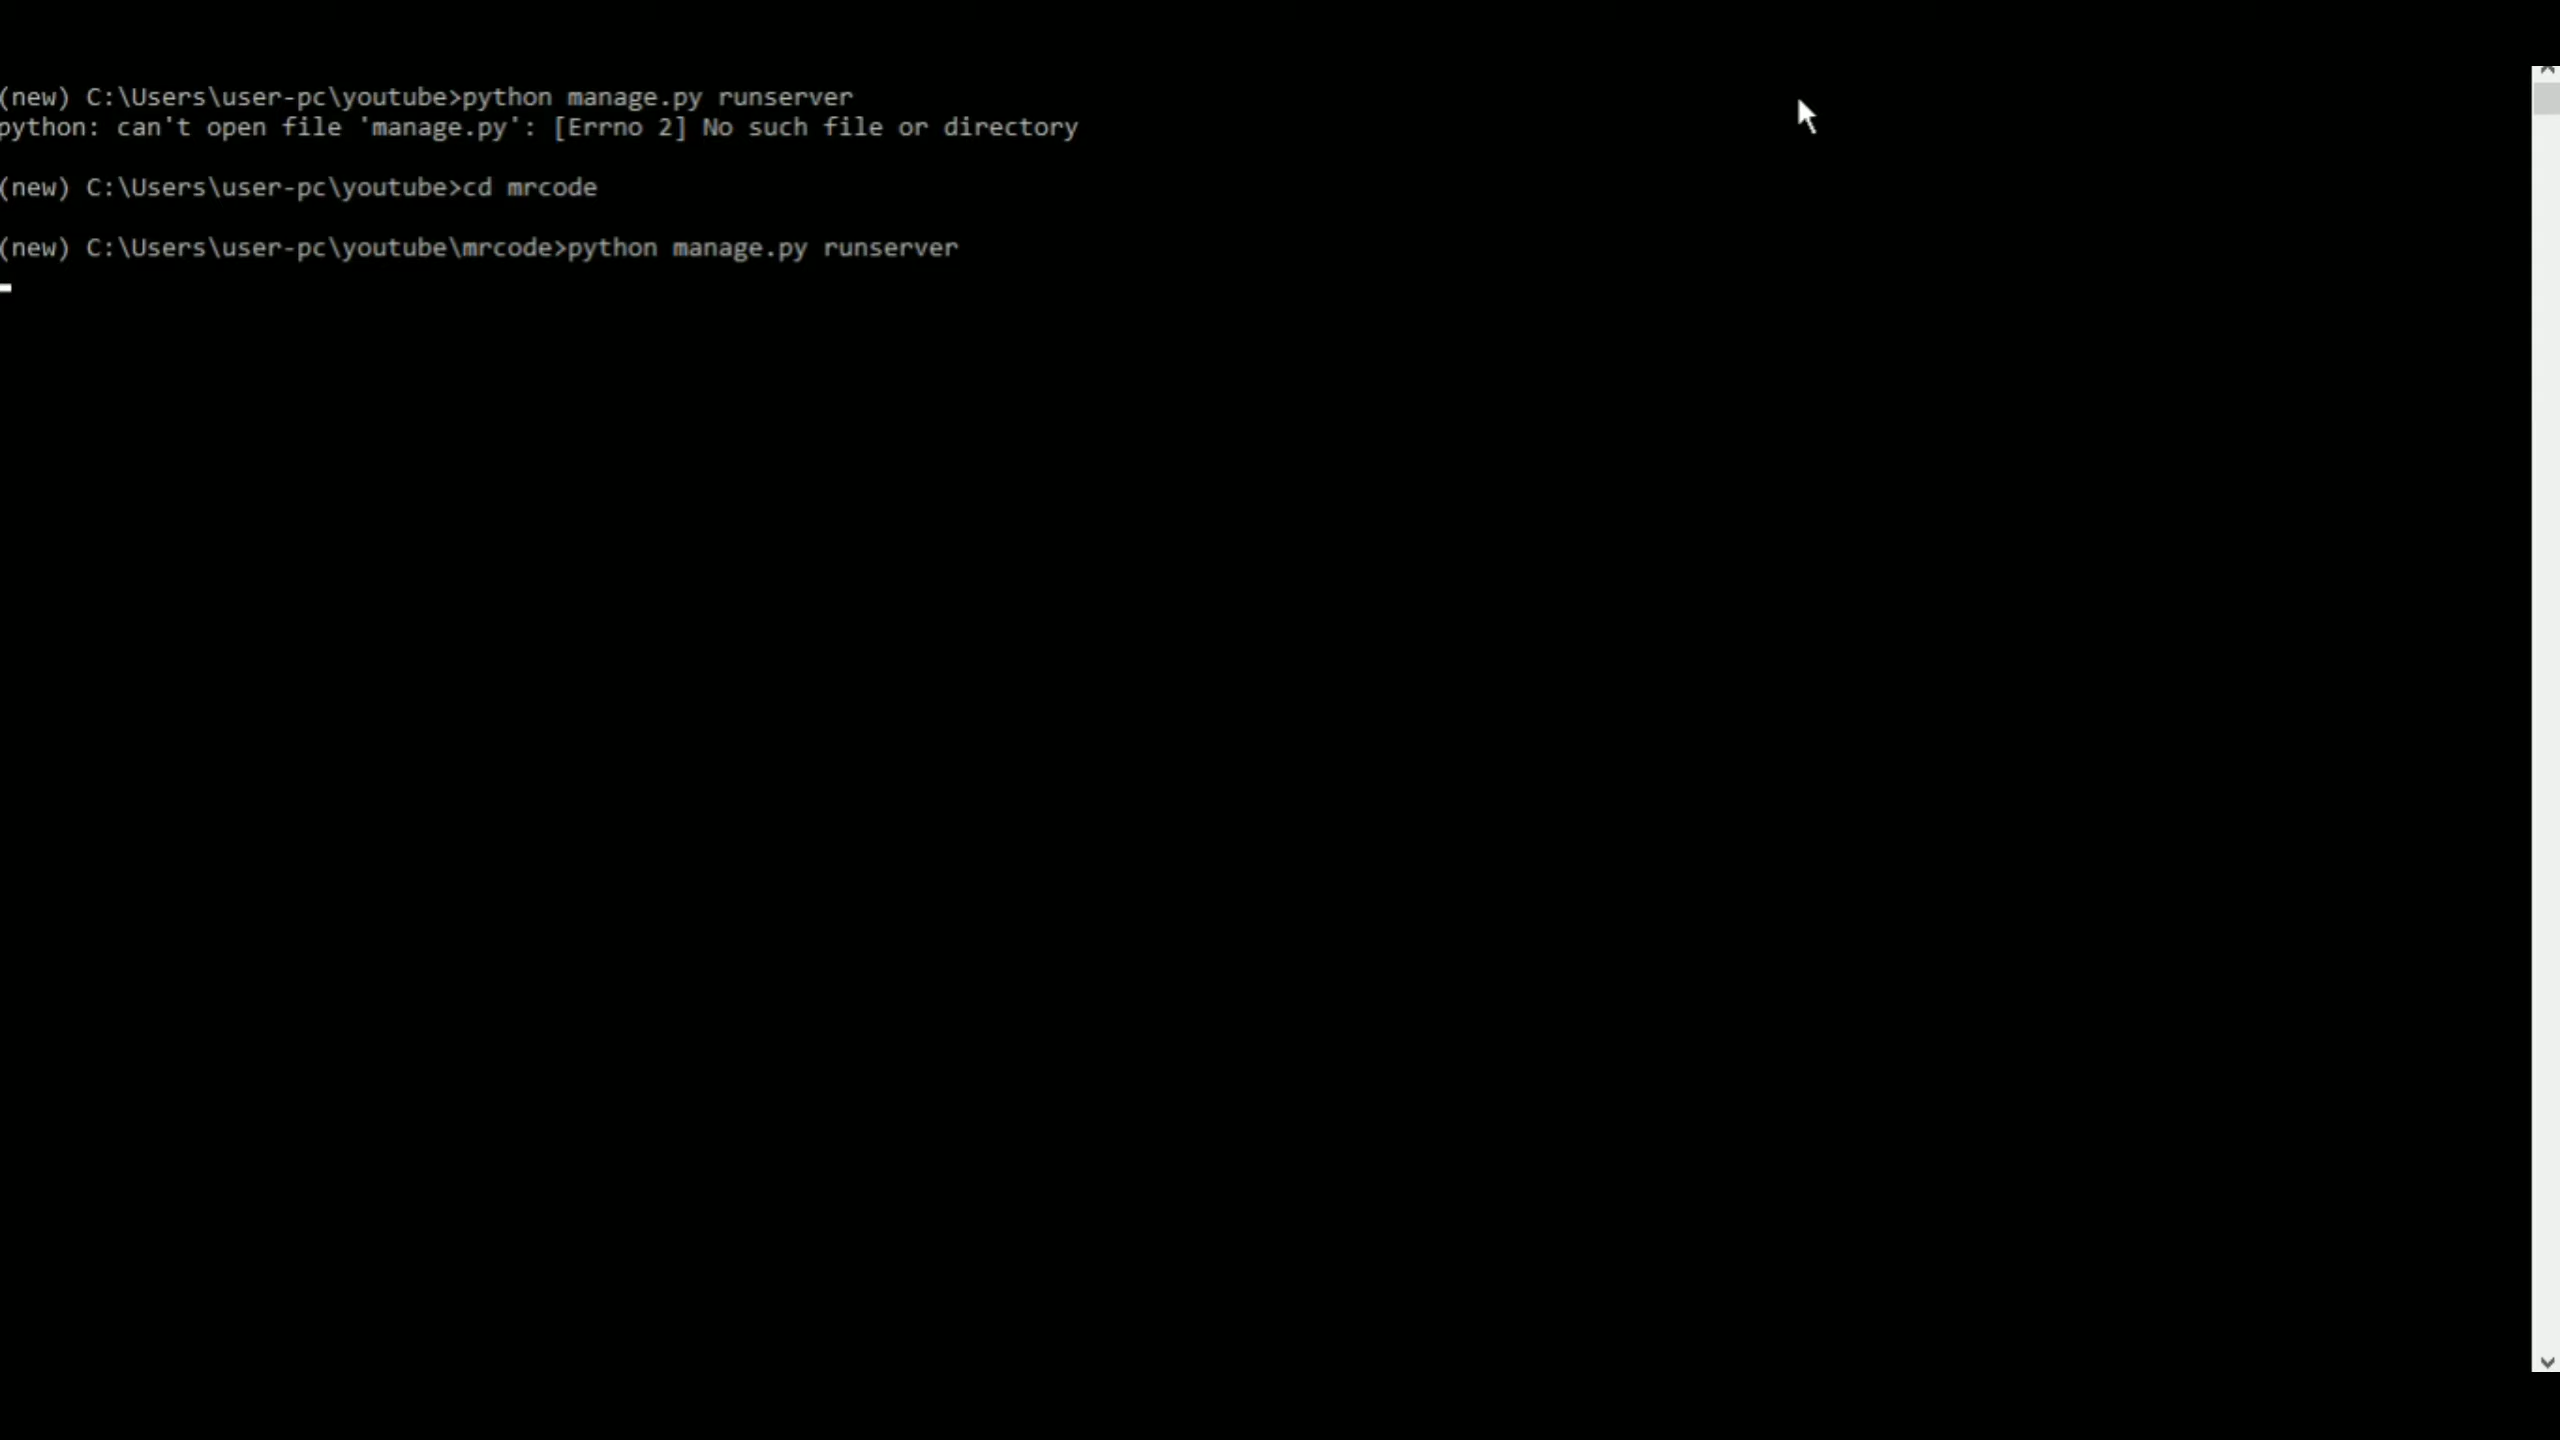 (new) C:\Users\user-pc\youtube>python manage.py runserver
python: can't open file 'manage.py': [Errno 2] No such file or directory
(new) C:\Users\user-pc\youtube>cd mrcode
(new) C:\Users\user-pc\youtube\mrcode>python manage.py runserver